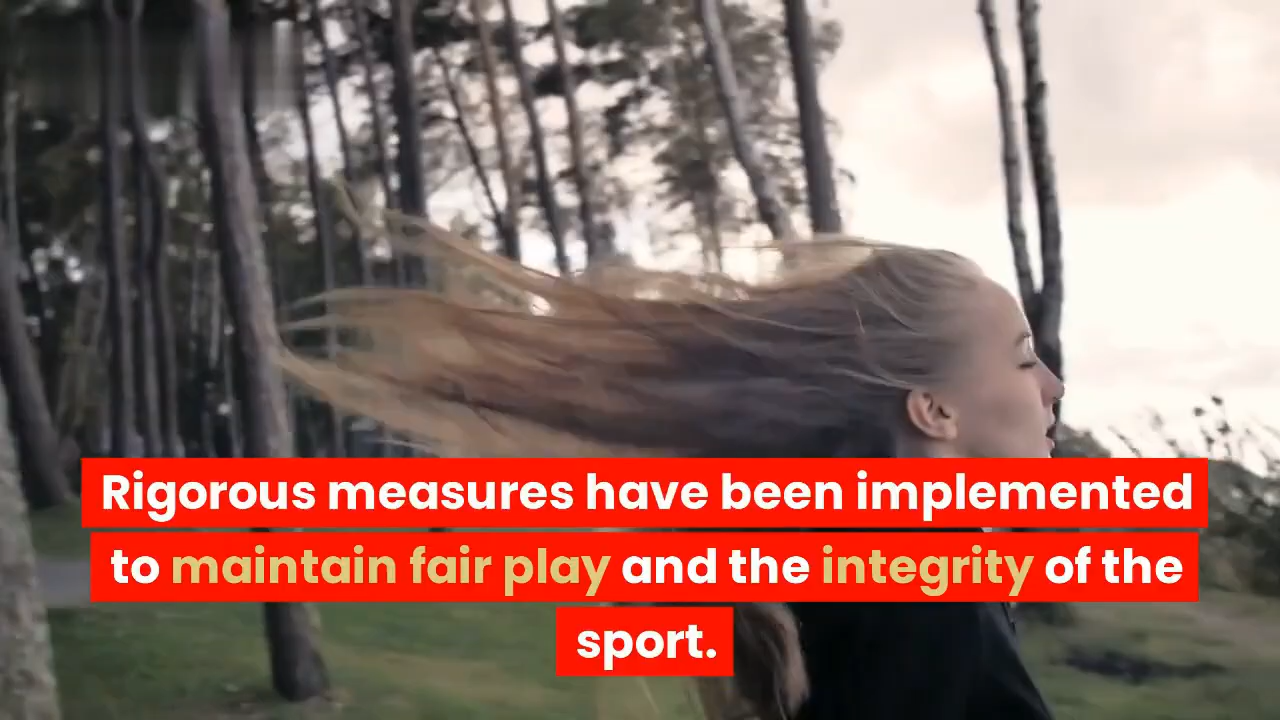 Rigorous measures have been implemented
to maintain fair play and the integrity of the
sport.